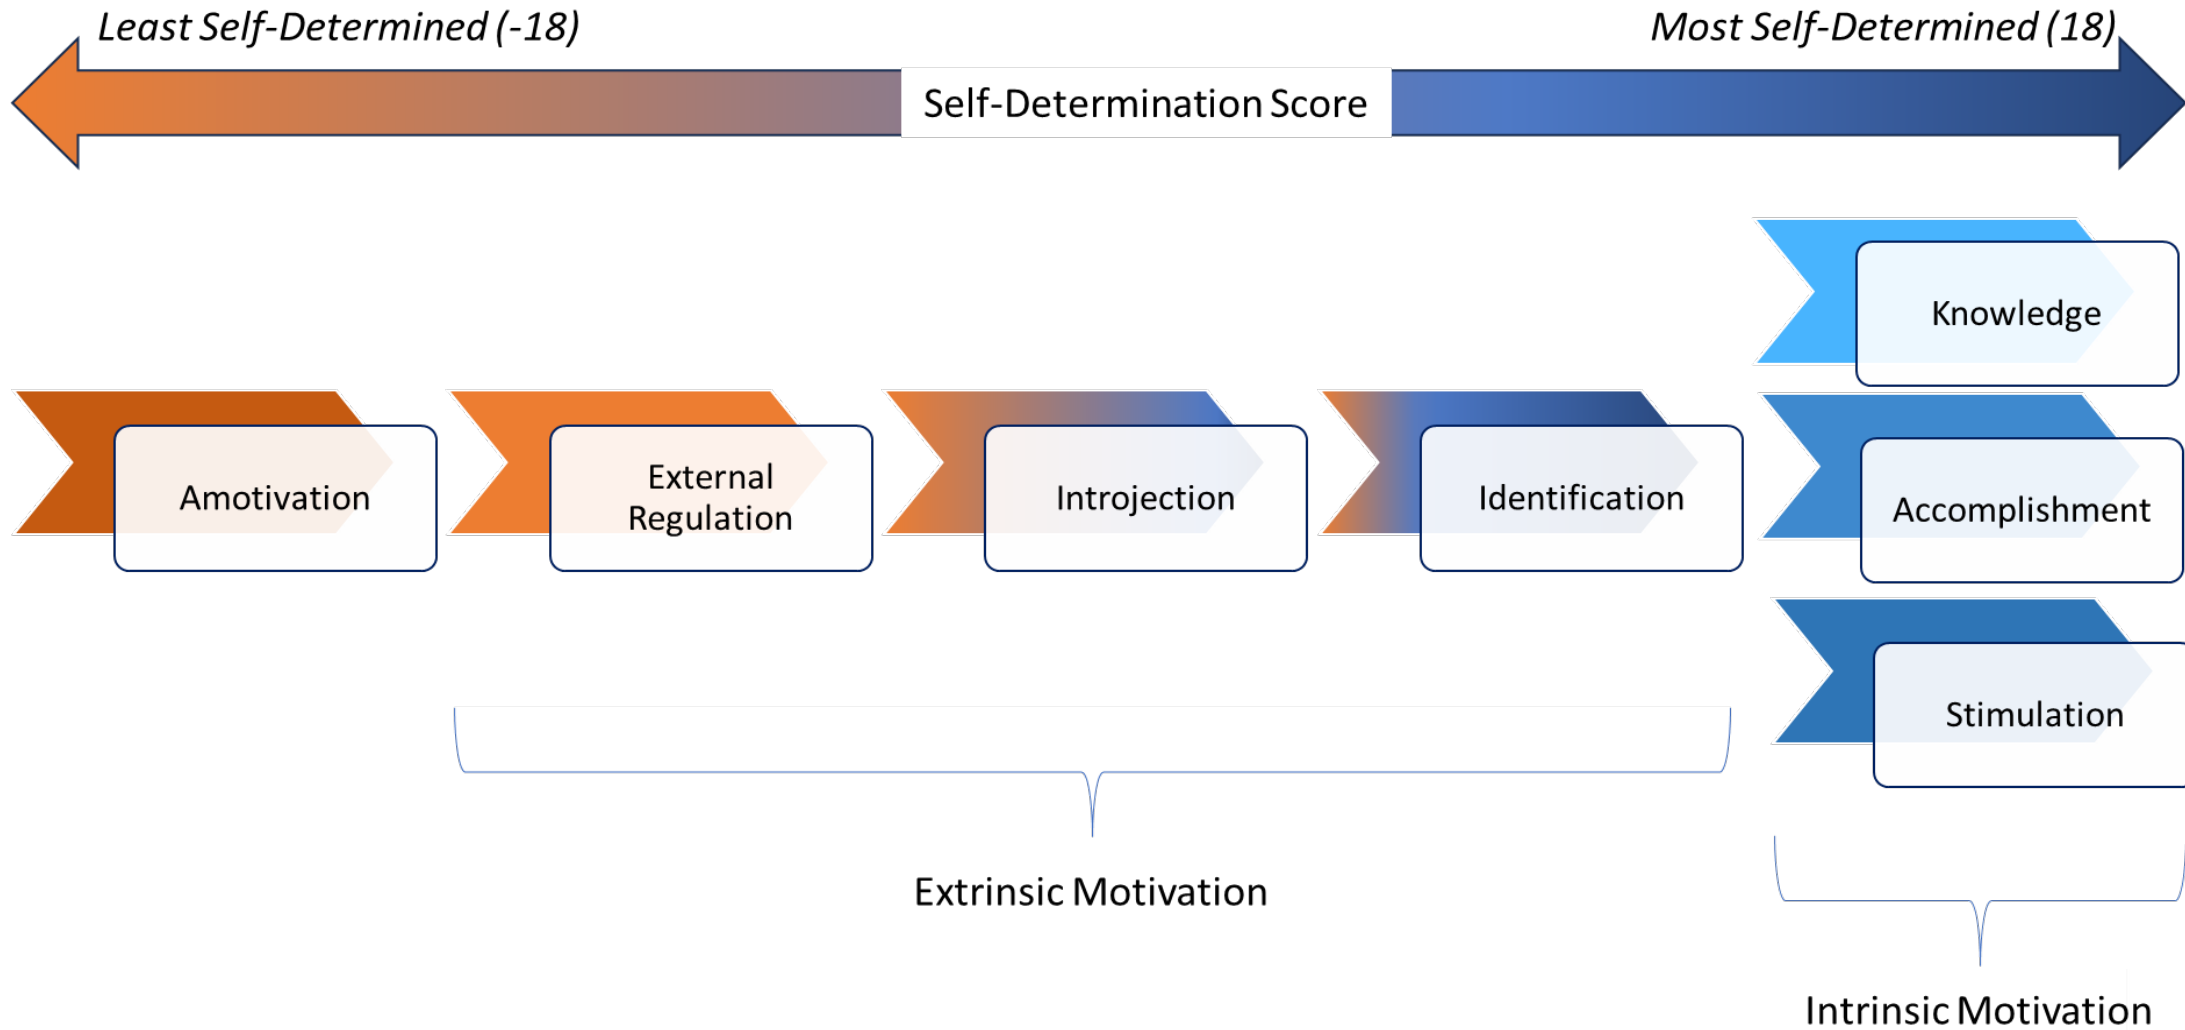 Least Self-Determined (-18)
Most Self-Determined (18)
Self-Determination Score
Knowledge
Amotivation
External
Regulation
Introjection
Identification
Accomplishment
Stimulation
Extrinsic Motivation
Intrinsic Motivation